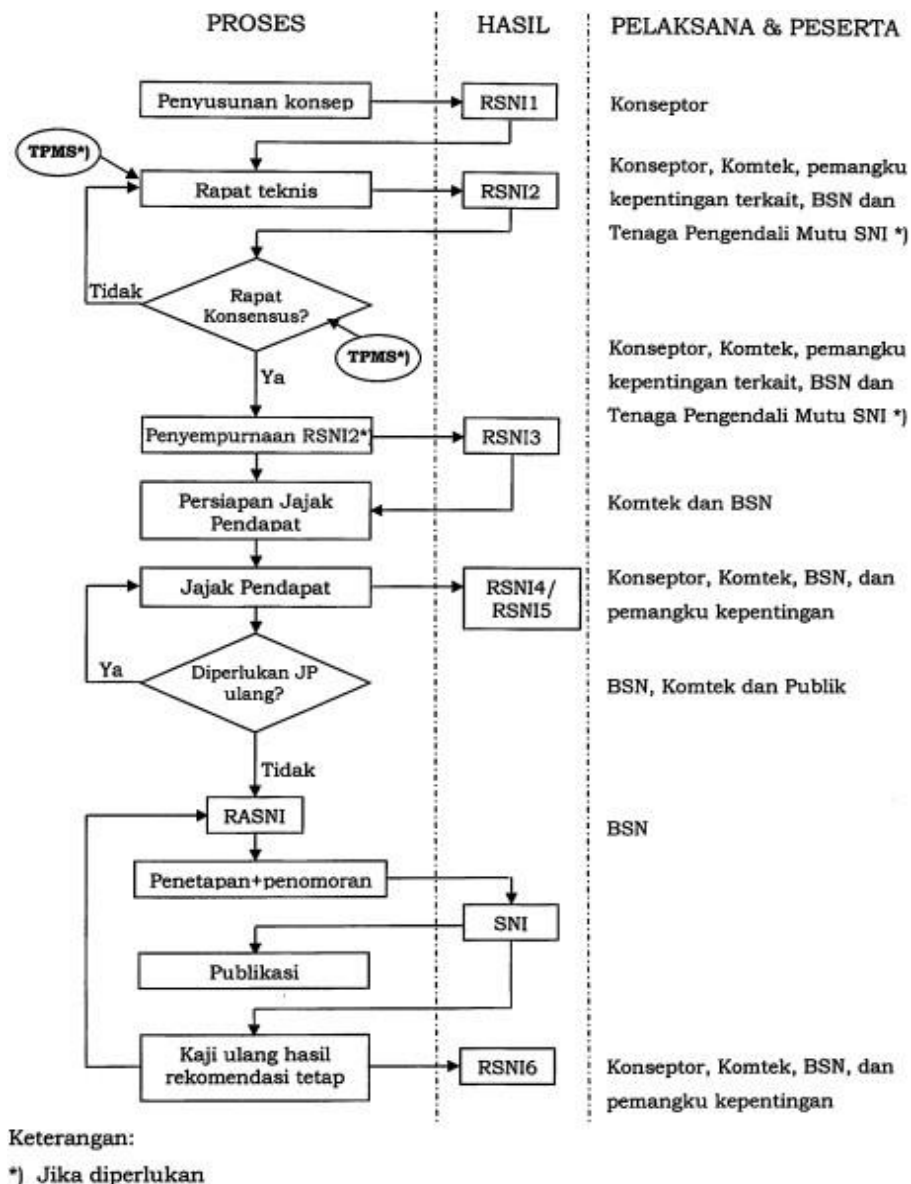 PROSES
HASIL
PELAKSANA & PESERTA
Penyusunan konsep
RSNI1
Konseptor
TPMS*)
Rapat teknis
RSNI2
Konseptor, Komtek, pemangku
kepentingan terkait, BSN dan
Tenaga Pengendali Mutu SNI *)
Tidak
Rapat
Konsensus?
TPMS*)
Ya
Konseptor, Komtek, pemangku
kepentingan terkait, BSN dan
Tenaga Pengendali Mutu SNI *)
Penyempurnaan RSNI2*)
RSNI3
Persiapan Jajak
Pendapat
Komtek dan BSN
Jajak Pendapat
RSNI4/
RSNI5
Konseptor, Komtek, BSN, dan
pemangku kepentingan
Ya
Diperlukan JP
ulang?
BSN, Komtek dan Publik
Tidak
RASNI
BSN
Penetapan+penomoran
SNI
Publikasi
Kaji ulang hasil
rekomendasi tetap
RSNI6
Konseptor, Komtek, BSN, dan
pemangku kepentingan
Keterangan:
*) Jika diperlukan